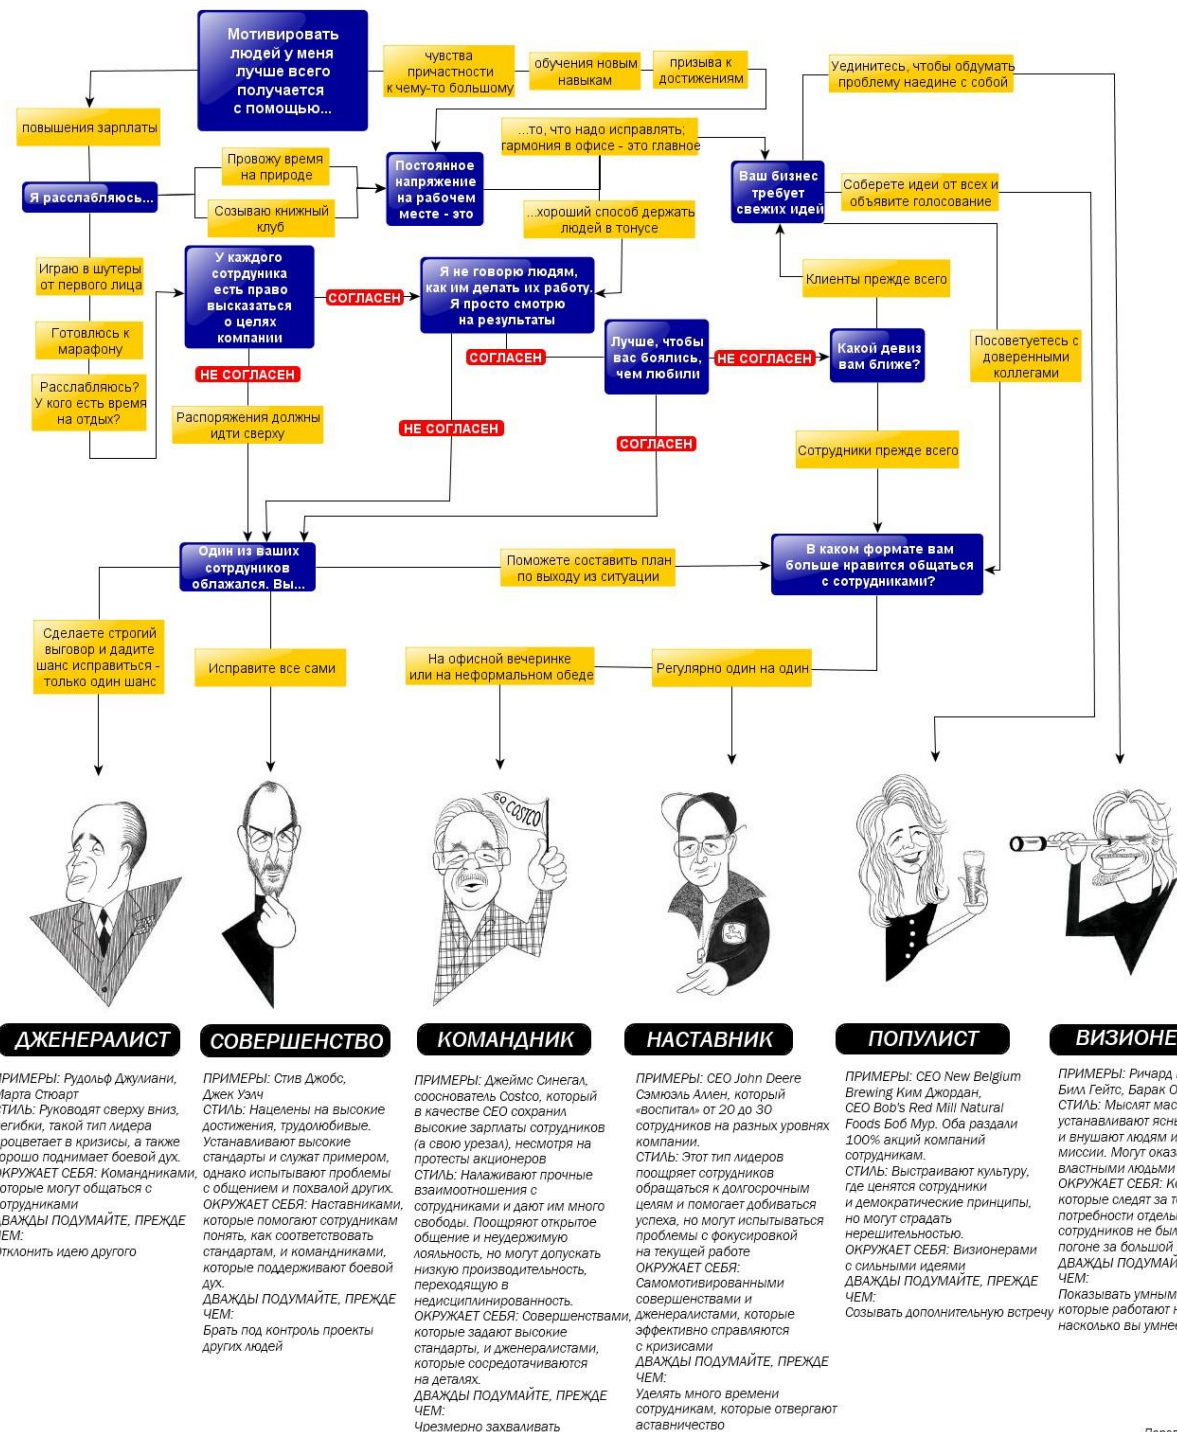 Мотивировать
людей у меня
лучше всего
получается
с помощью...
чувства
причастности
к чему-то большому
обучения новым
навыкам
призыва к
достижениям
Уединитесь, чтобы обдумать
проблему наедине с собой
повышения зарплаты
...то, что надо исправлять;
гармония в офисе - это главное
Провожу время
на природе
Постоянное
напряжение
на рабочем
месте - это
Ваш бизнес
требует
свежих идей
Соберете идеи от всех и
объявите голосование
Я расслабляюсь...
Созываю книжный
клуб
...хороший способ держать
людей в тонусе
Играю в шутеры
от первого лица
У каждого
сотрдуника
есть право
высказаться
о целях
компании
СОГЛАСЕН
Я не говорю людям,
как им делать их работу.
Я просто смотрю
на результаты
Клиенты прежде всего
Готовлюсь к
марафону
СОГЛАСЕН
Лучше, чтобы
вас боялись,
чем любили
НЕ СОГЛАСЕН
Какой девиз
вам ближе?
Посоветуетесь с
доверенными
коллегами
Расслабляюсь?
У кого есть время
на отдых?
НЕ СОГЛАСЕН
Распоряжения должны
идти сверху
НЕ СОГЛАСЕН
СОГЛАСЕН
Сотрудники прежде всего
Один из ваших
сотрдуников
облажался. Вы...
Поможете составить план
по выходу из ситуации
В каком формате вам
больше нравится общаться
с сотрудниками?
Сделаете строгий
выговор и дадите
шанс исправиться -
только один шанс
Исправите все сами
На офисной вечеринке
или на неформальном обеде
Регулярно один на один
GO COSTCO
ДЖЕНЕРАЛИСТ
РИМЕРЫ: Рудольф Джулиани,
Марта Стюарт
СТИЛЬ: Руководят сверху вниз,
егибки, такой тип лидера
роцветает в кризисы, а также
орошо поднимает боевой дух.
ОКРУЖАЕТ СЕБЯ: Командниками,
оторые могут общаться с
отрудниками
ВАЖДЫ ПОДУМАЙТЕ, ПРЕЖДЕ
ЧЕМ:
тклонить идею другого
СОВЕРШЕНСТВО
ПРИМЕРЫ: Стив Джобс,
Джек Уэлч
СТИЛЬ: Нацелены на высокие
достижения, трудолюбивые.
Устанавливают высокие
стандарты и служат примером,
однако испытывают проблемы
с общением и похвалой других.
ОКРУЖАЕТ СЕБЯ: Наставниками,
которые помогают сотрудникам
понять, как соответствовать
стандартам, и командниками,
которые поддерживают боевой
дух.
ДВАЖДЫ ПОДУМАЙТЕ, ПРЕЖДЕ
ЧЕМ:
Брать под контроль проекты
других людей
КОМАНДНИК
ПРИМЕРЫ: Джеймс Синегал,
сооснователь Costco, который
в качестве CEO сохранил
высокие зарплаты сотрудников
(а свою урезал), несмотря на
протесты акционеров
СТИЛЬ: Налаживают прочные
взаимоотношения с
сотрудниками и дают им много
свободы. Поощряют открытое
общение и неудержимую
лояльность, но могут допускать
низкую производительность,
переходящую в
недисциплинированность.
ОКРУЖАЕТ СЕБЯ: Совершенствами,
которые задают высокие
стандарты, и дженералистами,
которые сосредотачиваются
на деталях.
ДВАЖДЫ ПОДУМАЙТЕ, ПРЕЖДЕ
ЧЕМ:
Чрезмерно захваливать
НАСТАВНИК
ПРИМЕРЫ: CEO John Deere
Сэмюэль Аллен, который
«воспитал» от 20 до 30
сотрудников на разных уровнях
компании.
СТИЛЬ: Этот тип лидеров
поощряет сотрудников
обращаться к долгосрочным
целям и помогает добиваться
успеха, но могут испытываться
проблемы с фокусировкой
на текущей работе
ОКРУЖАЕТ СЕБЯ:
Самомотивированными
совершенствами и
дженералистами, которые
эффективно справляются
с кризисами
ДВАЖДЫ ПОДУМАЙТЕ, ПРЕЖДЕ
ЧЕМ:
Уделять много времени
сотрудникам, которые отвергают
аставничество
ПОПУЛИСТ
ПРИМЕРЫ: CEO New Belgium
Brewing Ким Джордан,
CEO Bob's Red Mill Natural
Foods Боб Мур. Оба раздали
100% акций компаний
сотрудникам.
СТИЛЬ: Выстраивают культуру,
где ценятся сотрудники
и демократические принципы,
но могут страдать
нерешительностью.
ОКРУЖАЕТ СЕБЯ: Визионерами
с сильными идеями
ДВАЖДЫ ПОДУМАЙТЕ, ПРЕЖДЕ
ЧЕМ:
Созывать дополнительную встречу
ВИЗИОНЕ
ПРИМЕРЫ: Ричард
Билл Гейтс, Барак О
СТИЛЬ: Мыслят мас
устанавливают ясн
и внушают людям и
миссии. Могут оказ
властными людьми
ОКРУЖАЕТ СЕБЯ: К
которые следят за т
потребности отдел
сотрудников не был
погоне за большой
ДВАЖДЫ ПОДУМАЙ
ЧЕМ:
Показывать умным
которые работают н
насколько вы умне